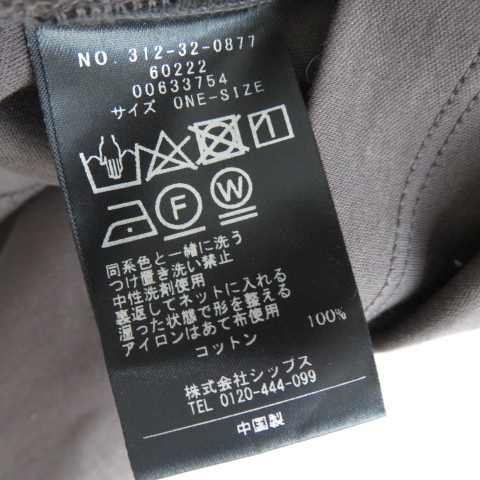 NO. 312-32-0877
60222
00633754
サイズ ONE-SIZE
F
W
同系色と一緒に洗う
つけ置き洗い禁止
中性洗剤使用
裏返してネットに入れる
湿った状態で形を整える
アイロンはあて布使用
コットン 100%
株式会社シップス
TEL 0120-444-099
中国製